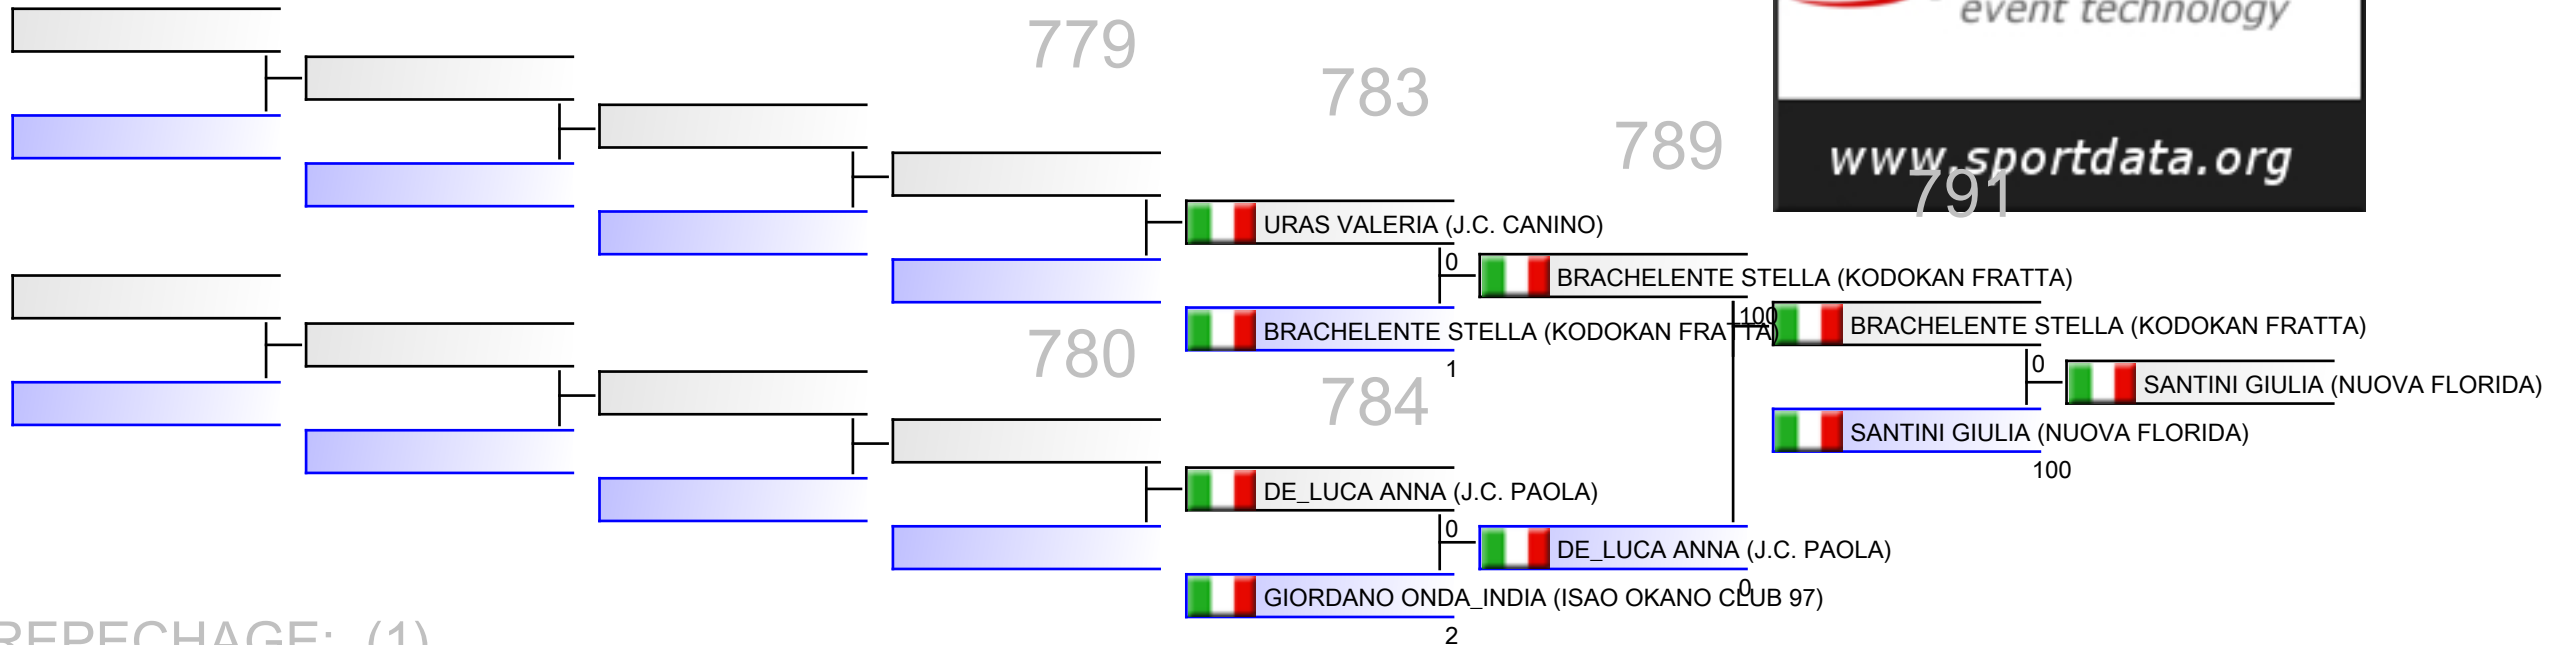 event technology
779
783
789
www.sportdata.org
791
URAS VALERIA (J.C. CANINO)
0
BRACHELENTE STELLA (KODOKAN FRATTA)
100
BRACHELENTE STELLA (KODOKAN FRATTA)
BRACHELENTE STELLA (KODOKAN FRATTA)
780
1
0
SANTINI GIULIA (NUOVA FLORIDA)
784
SANTINI GIULIA (NUOVA FLORIDA)
100
DE_LUCA ANNA (J.C. PAOLA)
0
DE_LUCA ANNA (J.C. PAOLA)
0
GIORDANO ONDA_INDIA (ISAO OKANO CLUB 97)
2
REPECHAGE: (1)